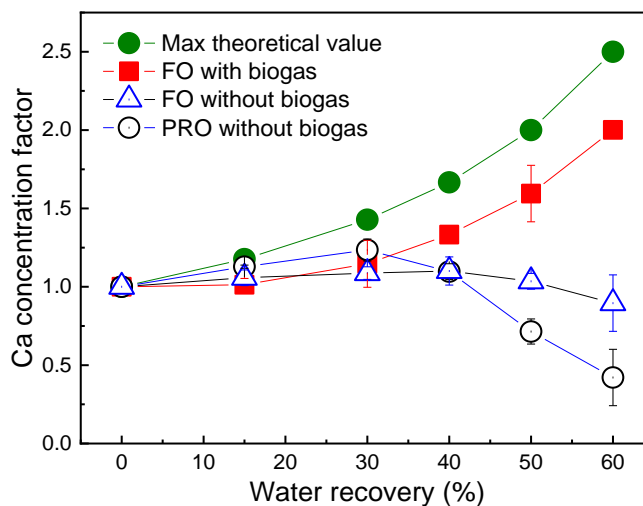 Max theoretical value
FO with biogas
FO without biogas
PRO without biogas
Ca concentration factor
2.5
2.0
1.5
1.0
0.5
0.0
0 10 20 30 40 50 60
Water recovery (%)